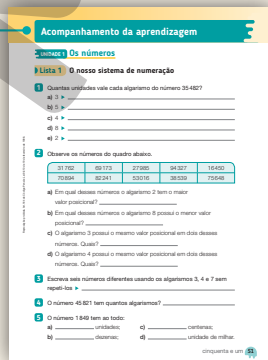 Acompanhamento da aprendizagem
UNIDADE 1 Os números
Lista 1 O nosso sistema de numeração
1 Quantas unidades vale cada algarismo do número 35 482?
a) 3
b) 5
c) 4
d) 8
e) 2
2 Observe os números do quadro abaixo.
31 762 69 173 27 985 94 327 16 450
70 894 82 241 53 016 38 539 75 648
a) Em qual desses números o algarismo 2 tem o maior
valor posicional?
b) Em qual desses números o algarismo 8 possui o menor valor
posicional?
c) O algarismo 3 possui o mesmo valor posicional em dois desses
números. Quais?
d) O algarismo 4 possui o mesmo valor posicional em dois desses
números. Quais?
3 Escreva seis números diferentes usando os algarismos 3, 4 e 7 sem
repeti-los
4 O número 45 821 tem quantos algarismos?
5 O número 1 849 tem ao todo:
a) unidades; c) centenas;
b) dezenas; d) unidade de milhar.
cinquenta e um 51